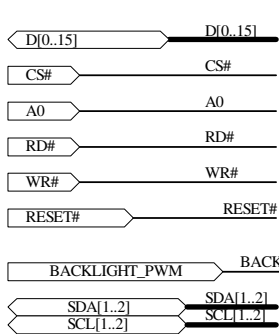 D[0..15] D[0..15]
CS# CS#
A0 A0
RD# RD#
WR# WR#
RESET# RESET#
BACKLIGHT_PWM BACK
SDA[1..2] SDA[1..2]
SCL[1..2] SCL[1..2]